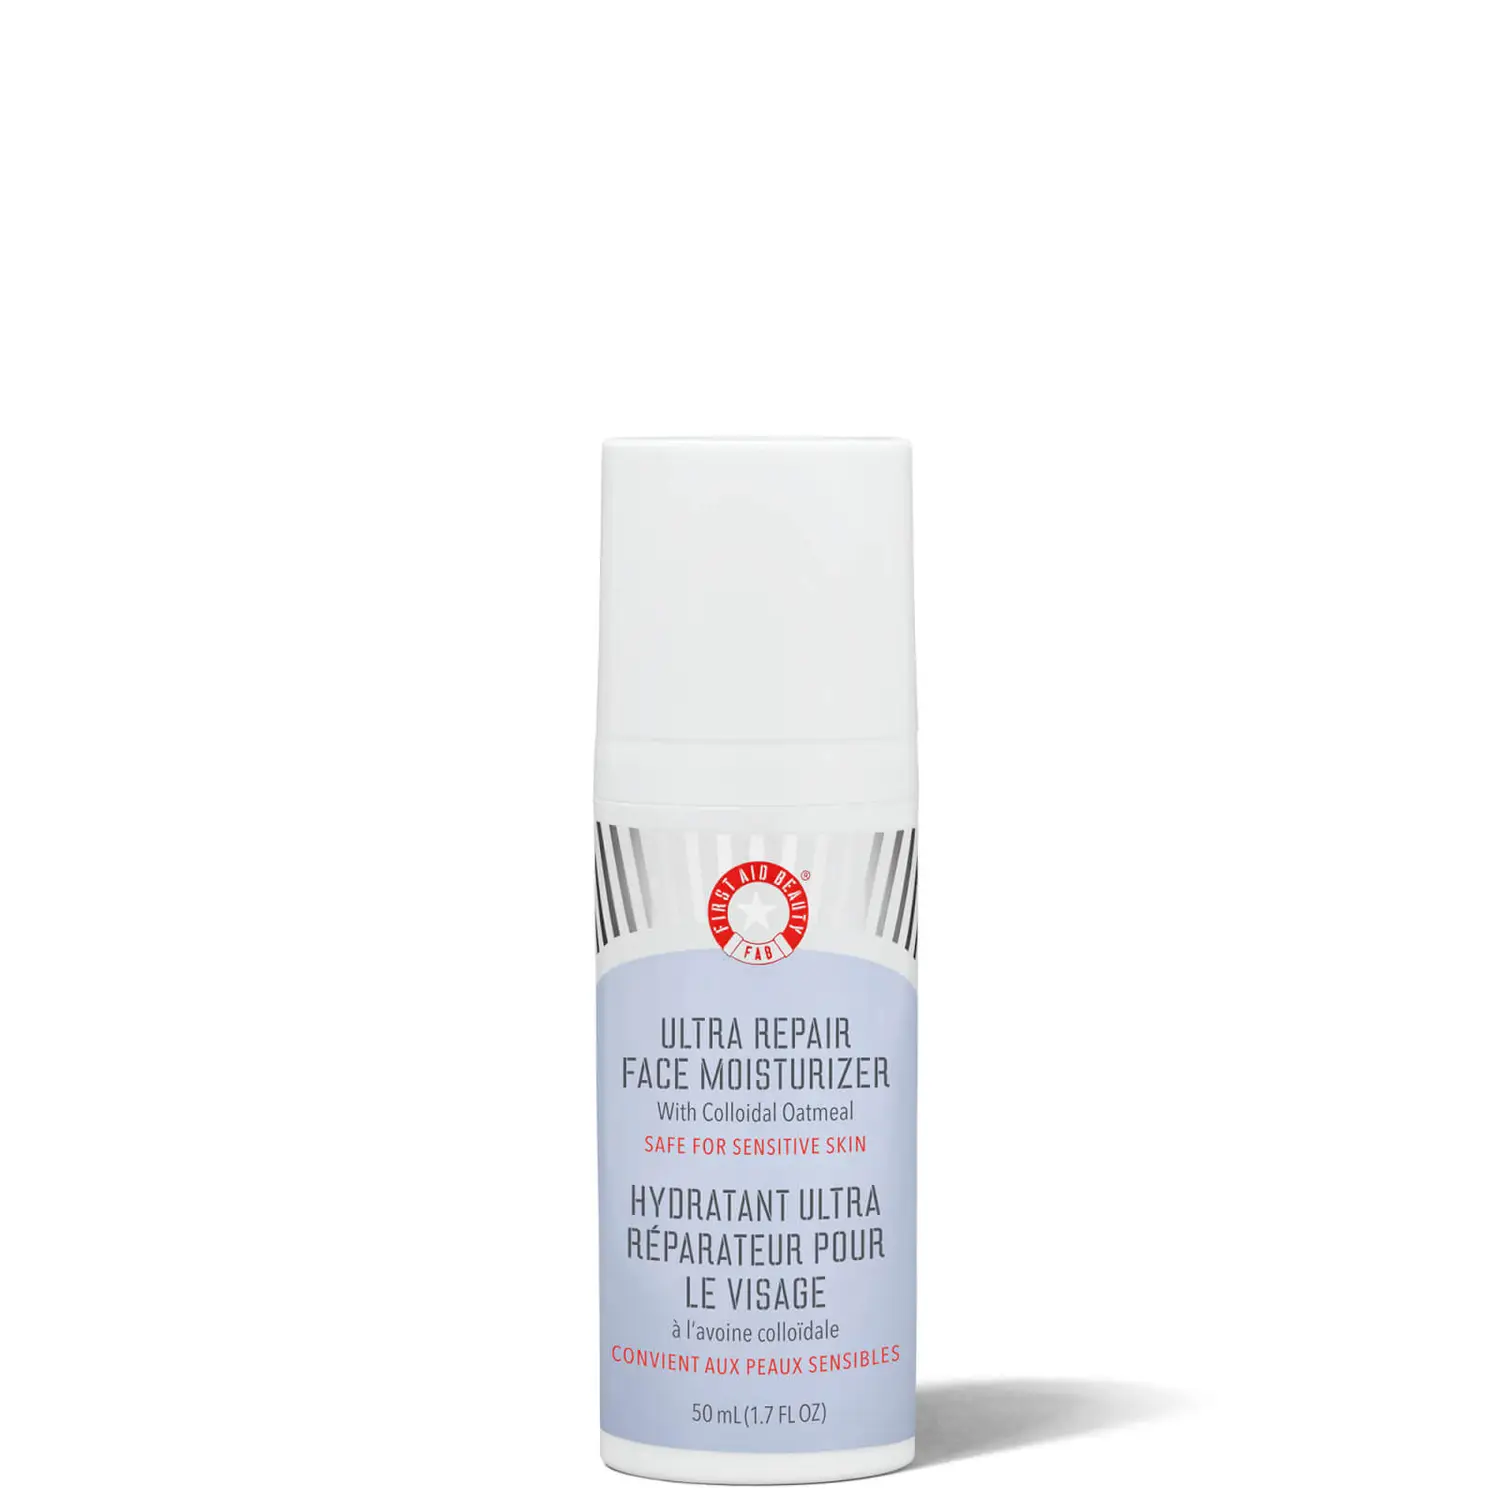 FIRST AID BEAUTY ®
FAB
ULTRA REPAIR
FACE MOISTURIZER
With Colloidal Oatmeal
SAFE FOR SENSITIVE SKIN
HYDRATANT ULTRA
RÉPARATEUR POUR
LE VISAGE
à l'avoine colloïdale
CONVIENT AUX PEAUX SENSIBLES
50 mL (1.7 FL OZ)